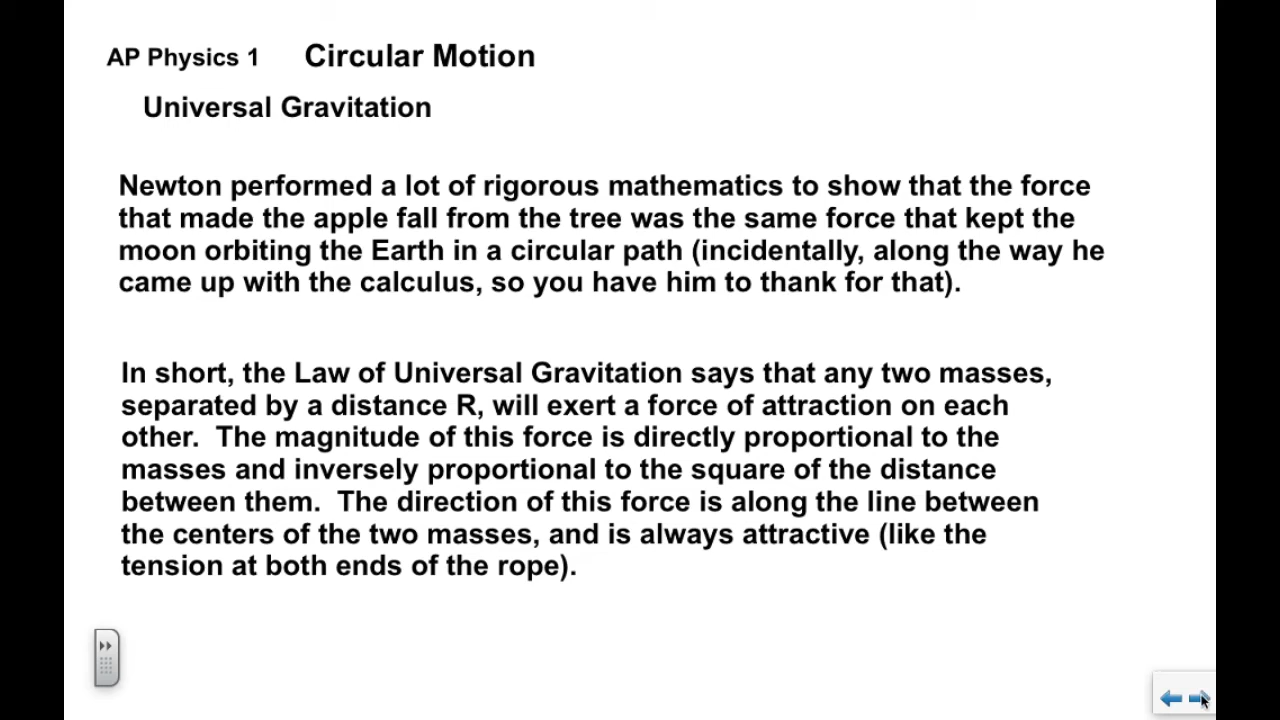 AP Physics 1 Circular Motion
Universal Gravitation
Newton performed a lot of rigorous mathematics to show that the force
that made the apple fall from the tree was the same force that kept the
moon orbiting the Earth in a circular path (incidentally, along the way he
came up with the calculus, so you have him to thank for that).
In short, the Law of Universal Gravitation says that any two masses,
separated by a distance R, will exert a force of attraction on each
other.  The magnitude of this force is directly proportional to the
masses and inversely proportional to the square of the distance
between them.  The direction of this force is along the line between
the centers of the two masses, and is always attractive (like the
tension at both ends of the rope).